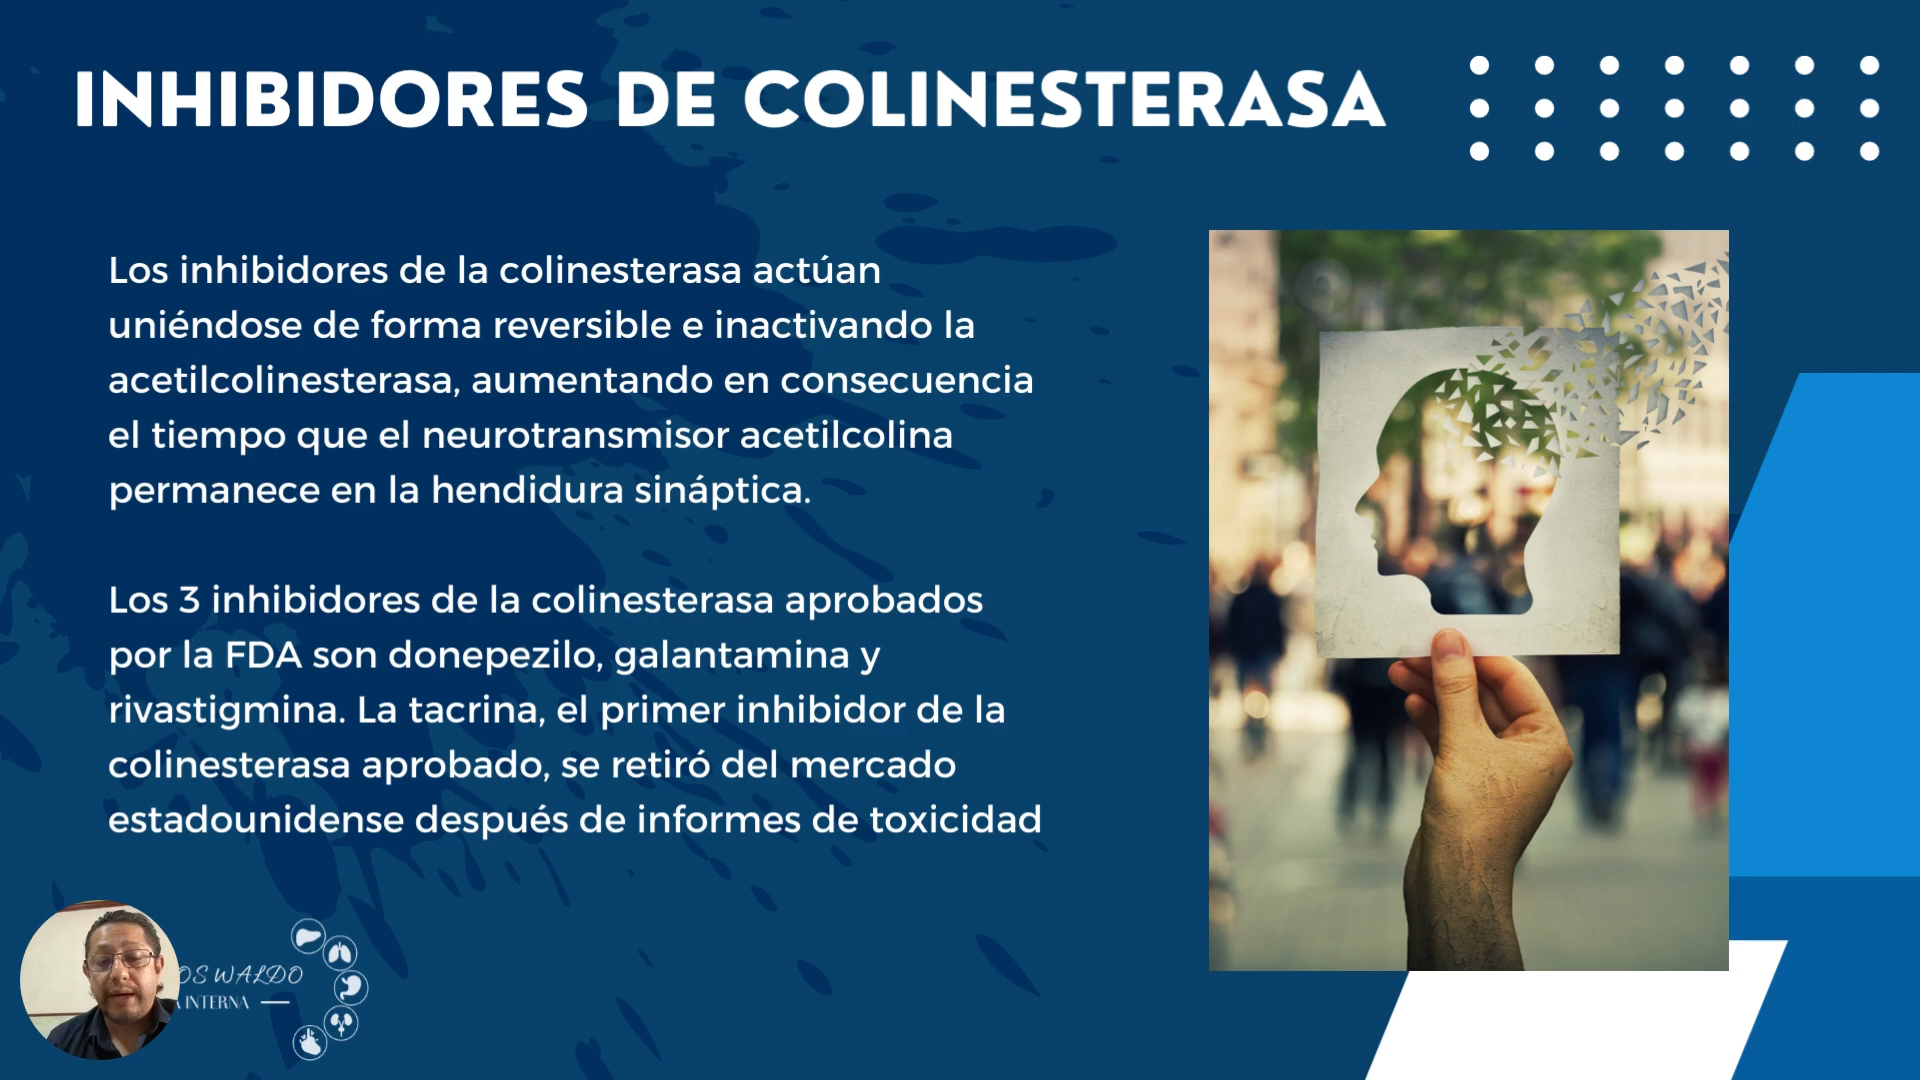 INHIBIDORES DE COLINESTERASA
Los inhibidores de la colinesterasa actúan
uniéndose de forma reversible e inactivando la
acetilcolinesterasa, aumentando en consecuencia
el tiempo que el neurotransmisor acetilcolina
permanece en la hendidura sináptica.
Los 3 inhibidores de la colinesterasa aprobados
por la FDA son donepezilo, galantamina y
rivastigmina. La tacrina, el primer inhibidor de la
colinesterasa aprobado, se retiró del mercado
estadounidense después de informes de toxicidad
OS WALDO
INTERNA